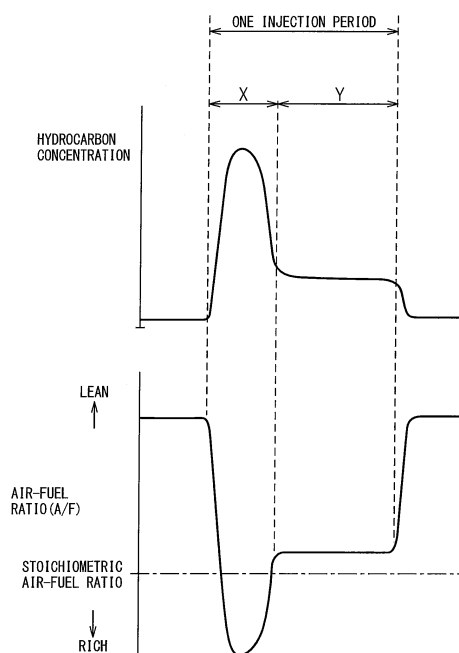 ONE INJECTION PERIOD
X
Y
HYDROCARBON
CONCENTRATION
LEAN
AIR-FUEL
RATIO(A/F)
STOICHIOMETRIC
AIR-FUEL RATIO
RICH